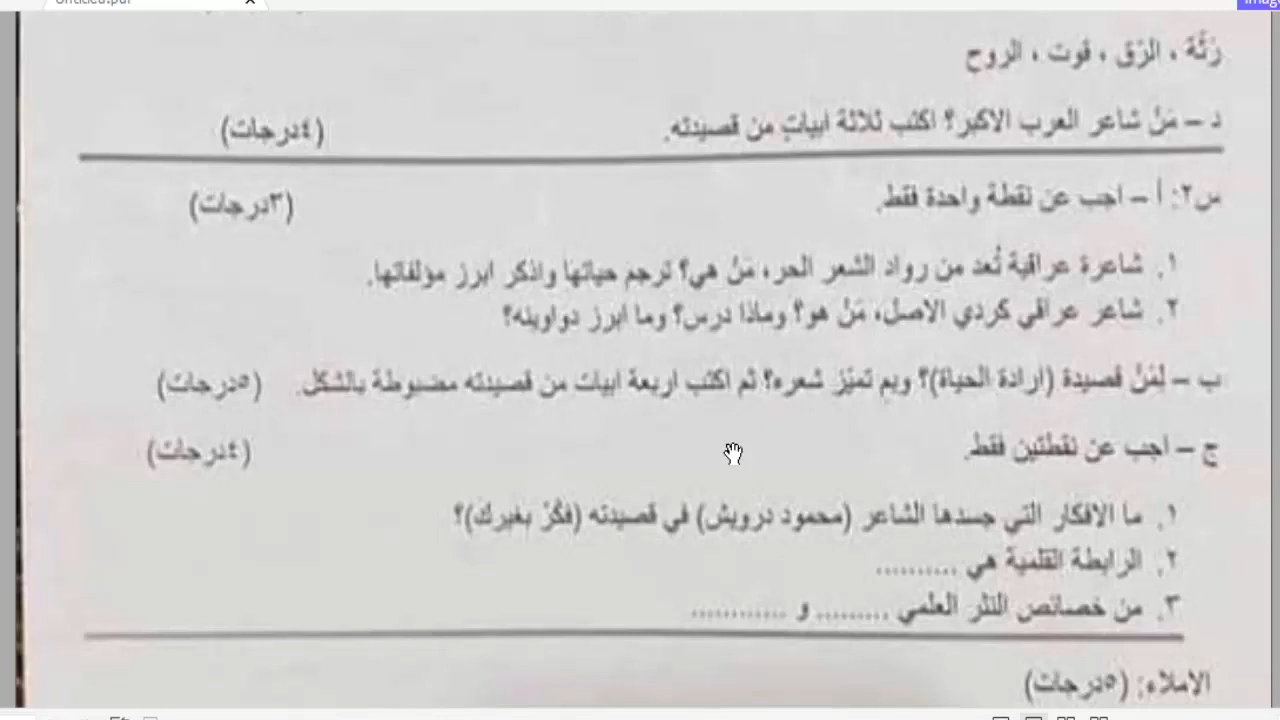 Untitled.pdf
Imag
رُنَّة ، الرّق ، قوت ، الروح
د – مَنْ شاعر العرب الاكبر؟ اكتب ثلاثة ابياتٍ من قصيدته. (٤درجات)
س٢: أ – اجب عن نقطة واحدة فقط. (٣درجات)
١. شاعرة عراقية تُعد من رواد الشعر الحر، مَنْ هي؟ ترجم حياتها واذكر ابرز مؤلفاتها.
٢. شاعر عراقي كردي الاصل، مَنْ هو؟ وماذا درس؟ وما ابرز دواوينه؟
ب – لِمَنْ قصيدة (ارادة الحياة)؟ وبم تميّز شعره؟ ثم اكتب اربعة ابيات من قصيدته مضبوطة بالشكل. (٥درجات)
ج – اجب عن نقطتين فقط. (٤درجات)
١. ما الافكار التي جسدها الشاعر (محمود درويش) في قصيدته (فكّرْ بغيرك)؟
٢. الرابطة القلمية هي ..........
٣. من خصائص النثر العلمي ......... و ............
الاملاء: (٥درجات)